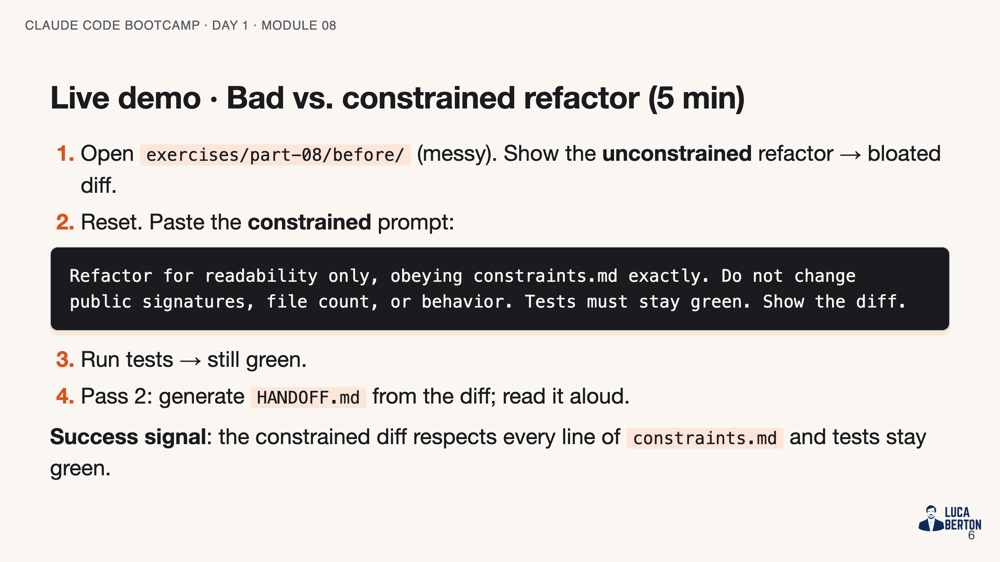 CLAUDE CODE BOOTCAMP · DAY 1 · MODULE 08
Live demo · Bad vs. constrained refactor (5 min)
1. Open exercises/part-08/before/ (messy). Show the unconstrained refactor → bloated
diff.
2. Reset. Paste the constrained prompt:
Refactor for readability only, obeying constraints.md exactly. Do not change
public signatures, file count, or behavior. Tests must stay green. Show the diff.
3. Run tests → still green.
4. Pass 2: generate HANDOFF.md from the diff; read it aloud.
Success signal: the constrained diff respects every line of constraints.md and tests stay
green.
LUCA
BERTON
6